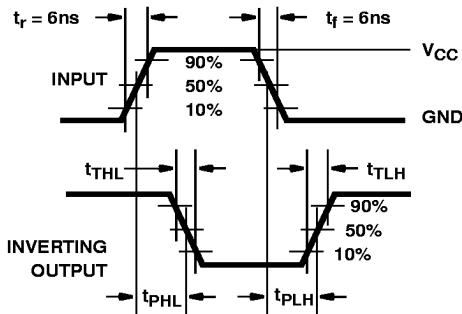 tr = 6ns
tf = 6ns
VCC
INPUT
90%
50%
10%
GND
tTHL
tTLH
90%
50%
10%
INVERTING
OUTPUT
tPHL
tPLH